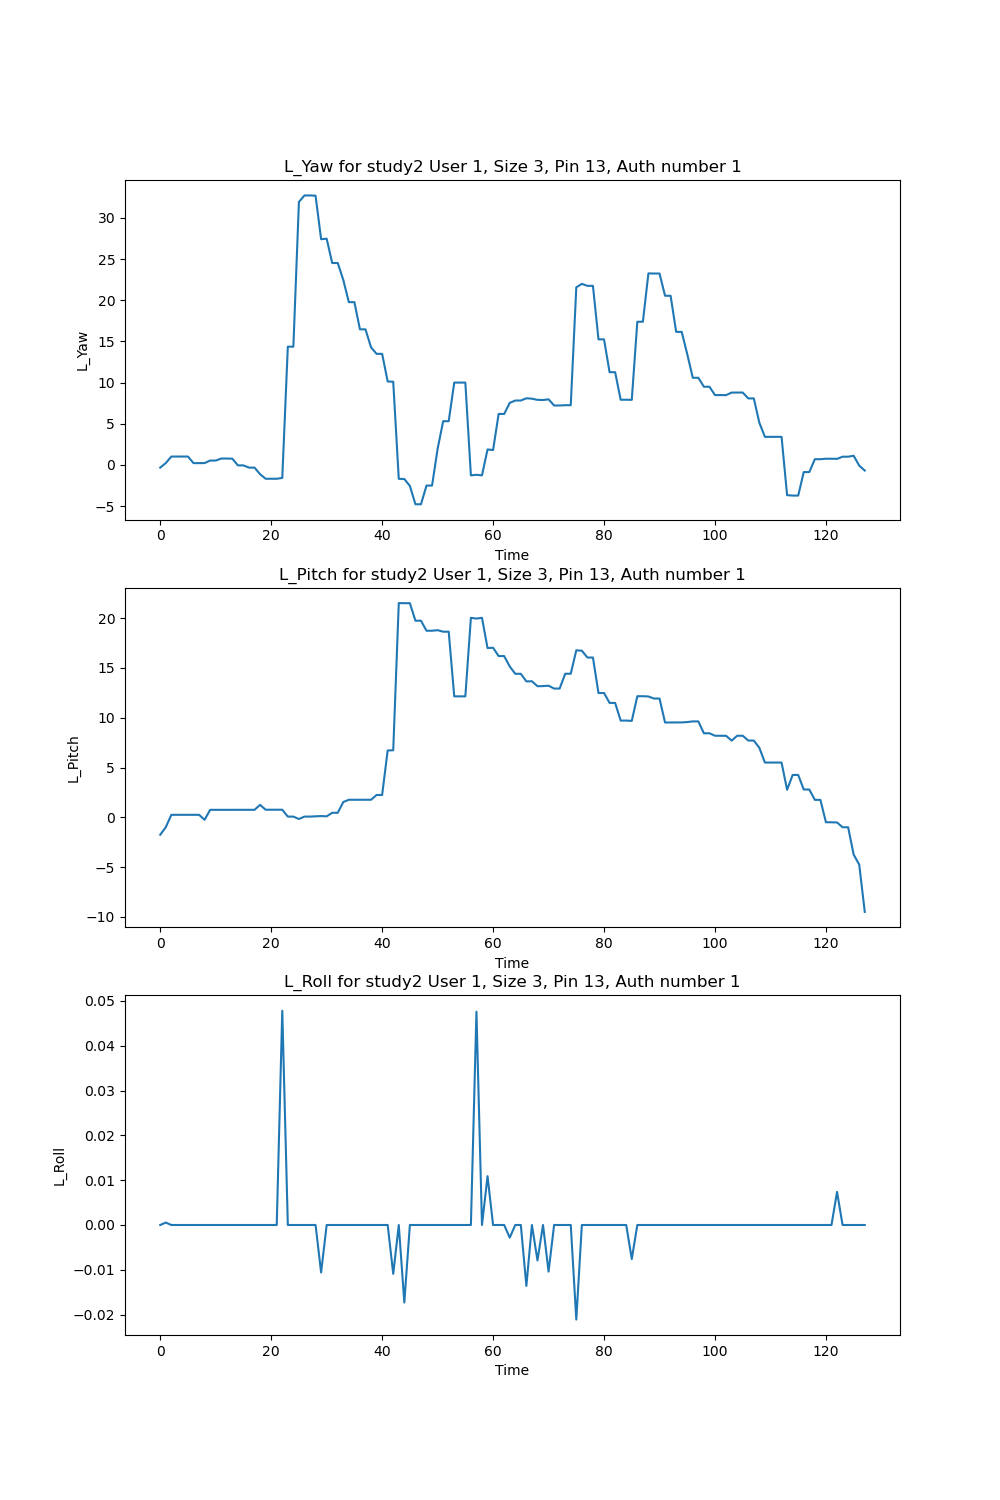 L_Yaw for study2 User 1, Size 3, Pin 13, Auth number 1
30
25
20
15
10
5
0
−5
L_Yaw
0 20 40 60 80 100 120
Time
L_Pitch for study2 User 1, Size 3, Pin 13, Auth number 1
20
15
10
5
0
−5
−10
L_Pitch
0 20 40 60 80 100 120
Time
L_Roll for study2 User 1, Size 3, Pin 13, Auth number 1
0.05
0.04
0.03
0.02
0.01
0.00
−0.01
−0.02
L_Roll
0 20 40 60 80 100 120
Time